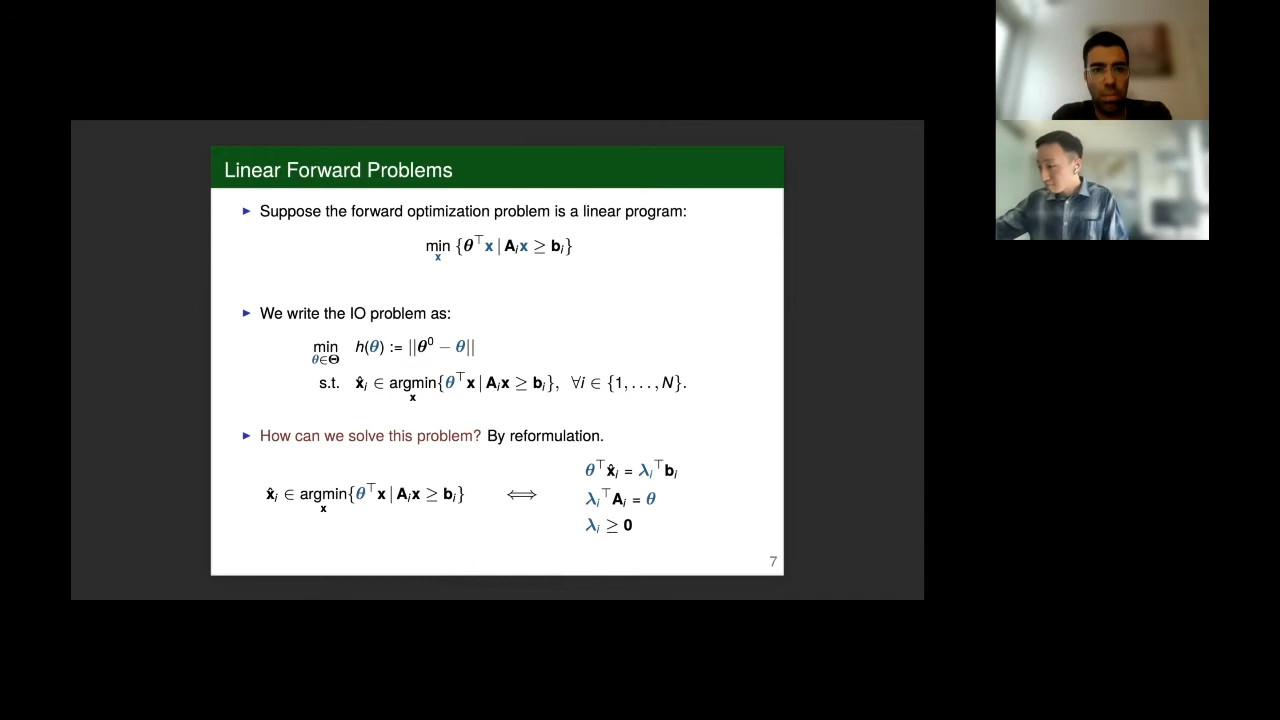 Linear Forward Problems
▶ Suppose the forward optimization problem is a linear program:
min_x {θ^⊤x | A_i x ≥ b_i}
▶ We write the IO problem as:
min_{θ∈Θ} h(θ) := ||θ^0 − θ||
s.t. x̂_i ∈ argmin_x{θ^⊤x | A_i x ≥ b_i}, ∀i ∈ {1, . . . , N}.
▶ How can we solve this problem? By reformulation.
θ^⊤x̂_i = λ_i^⊤b_i
x̂_i ∈ argmin_x{θ^⊤x | A_i x ≥ b_i} ⟺ λ_i^⊤A_i = θ
λ_i ≥ 0
7